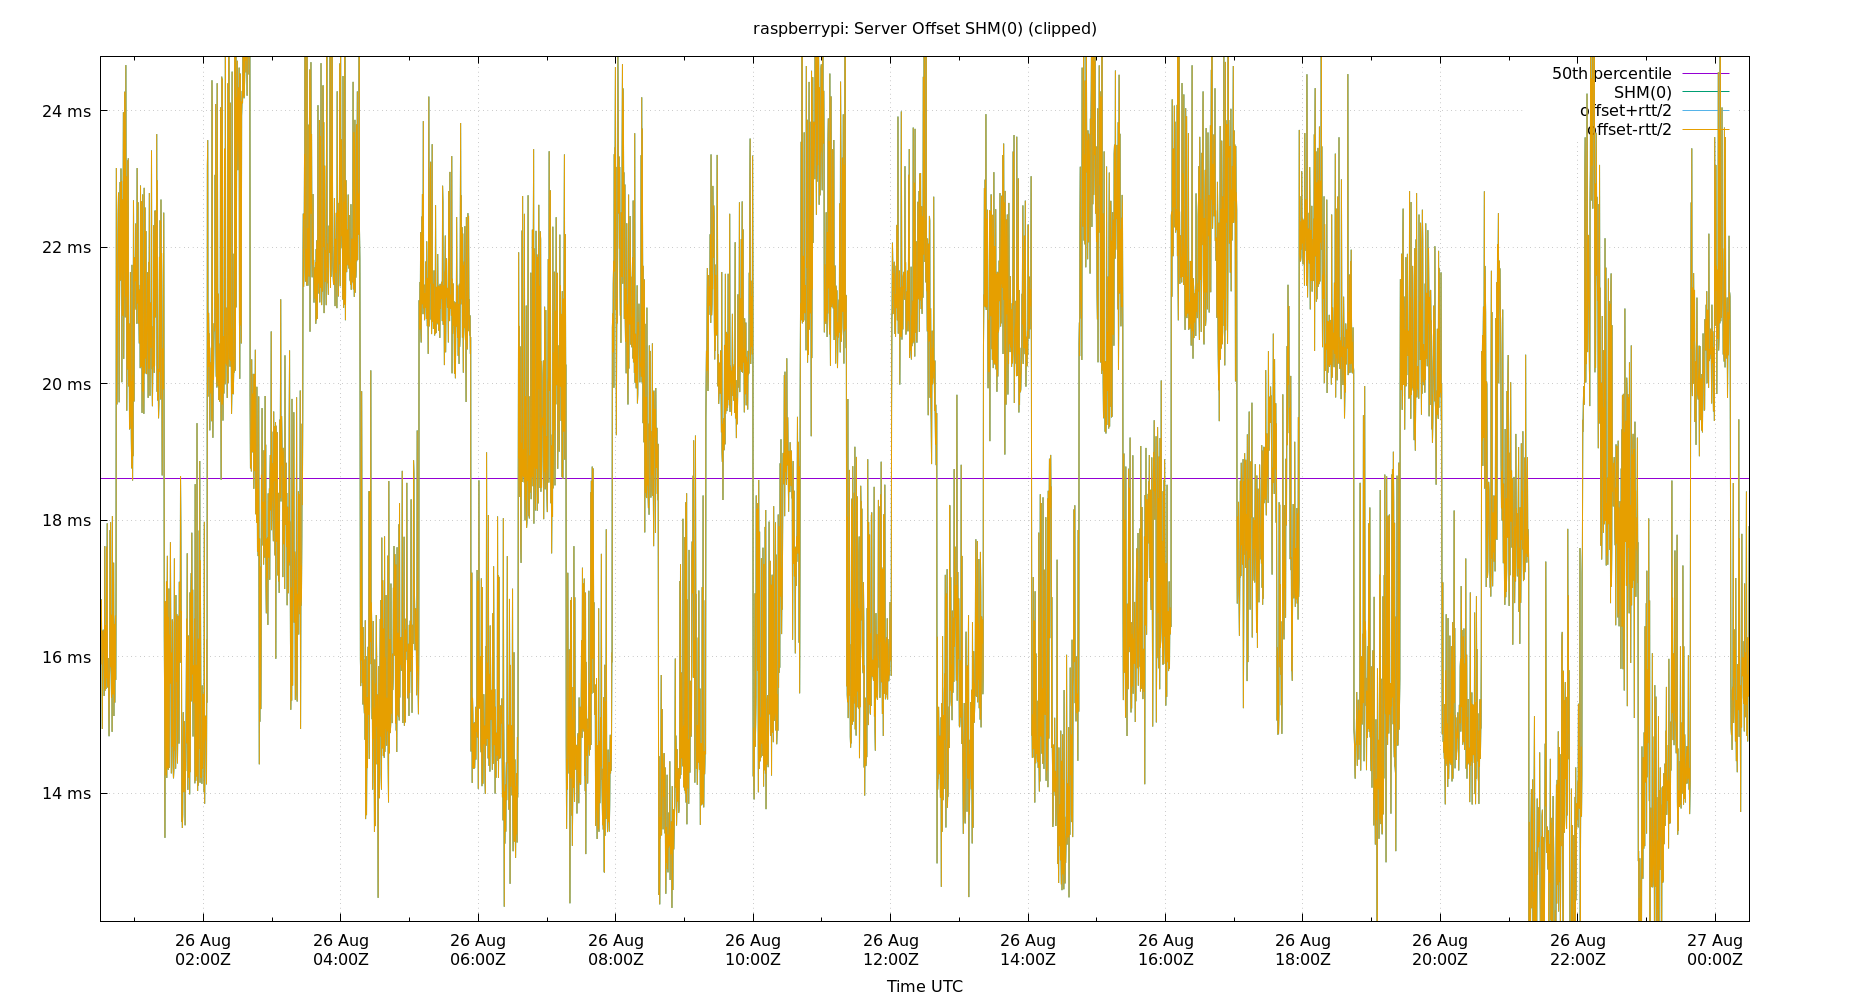 raspberrypi: Server Offset SHM(0) (clipped)
50th percentile
SHM(0)
offset+rtt/2
offset-rtt/2
24 ms
22 ms
20 ms
18 ms
16 ms
14 ms
26 Aug 26 Aug 26 Aug 26 Aug 26 Aug 26 Aug 26 Aug 26 Aug 26 Aug 26 Aug 26 Aug 27 Aug
02:00Z 04:00Z 06:00Z 08:00Z 10:00Z 12:00Z 14:00Z 16:00Z 18:00Z 20:00Z 22:00Z 00:00Z
Time UTC